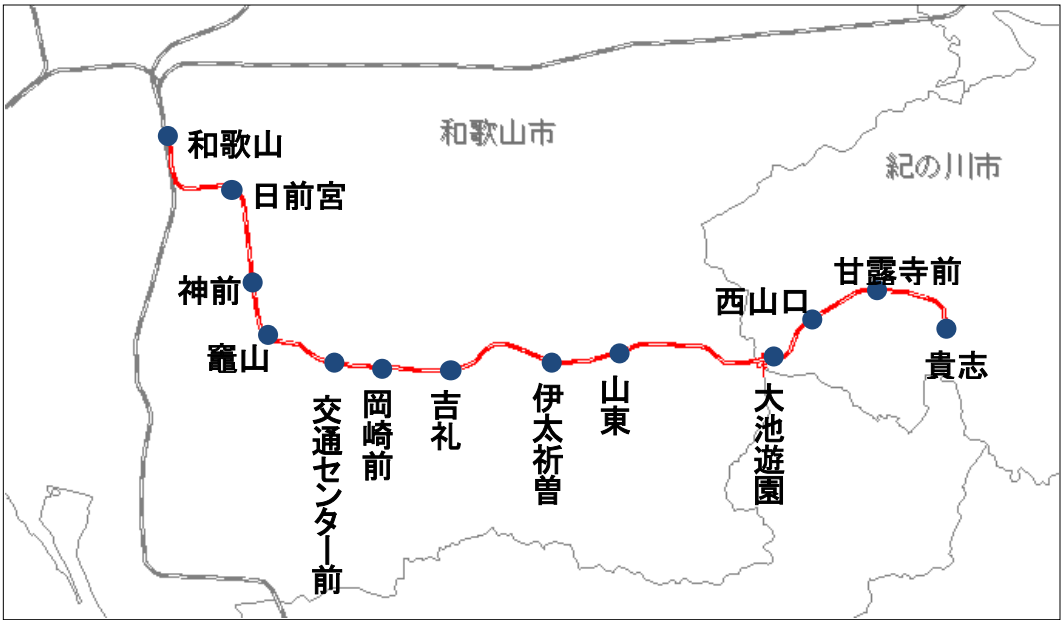 和歌山市
紀の川市
和歌山
日前宮
神前
竈山
交通センター前
岡崎前
吉礼
伊太祈曽
山東
大池遊園
西山口
甘露寺前
貴志